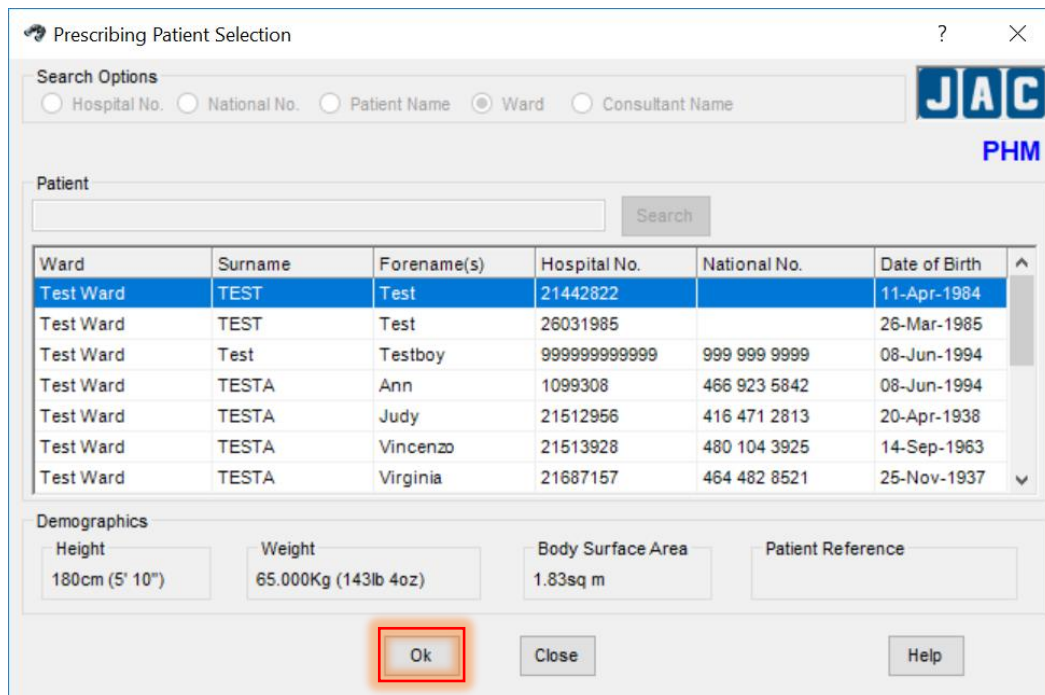 Prescribing Patient Selection ?
Search Options
Hospital No. National No. Patient Name Ward Consultant Name
JAC
PHM
Patient
Search
Ward Surname Forename(s) Hospital No. National No. Date of Birth
Test Ward TEST Test 21442822 11-Apr-1984
Test Ward TEST Test 26031985 26-Mar-1985
Test Ward Test Testboy 999999999999 999 999 9999 08-Jun-1994
Test Ward TESTA Ann 1099308 466 923 5842 08-Jun-1994
Test Ward TESTA Judy 21512956 416 471 2813 20-Apr-1938
Test Ward TESTA Vincenzo 21513928 480 104 3925 14-Sep-1963
Test Ward TESTA Virginia 21687157 464 482 8521 25-Nov-1937
Demographics
Height Weight Body Surface Area Patient Reference
180cm (5' 10") 65.000Kg (143lb 4oz) 1.83sq m
Ok Close Help